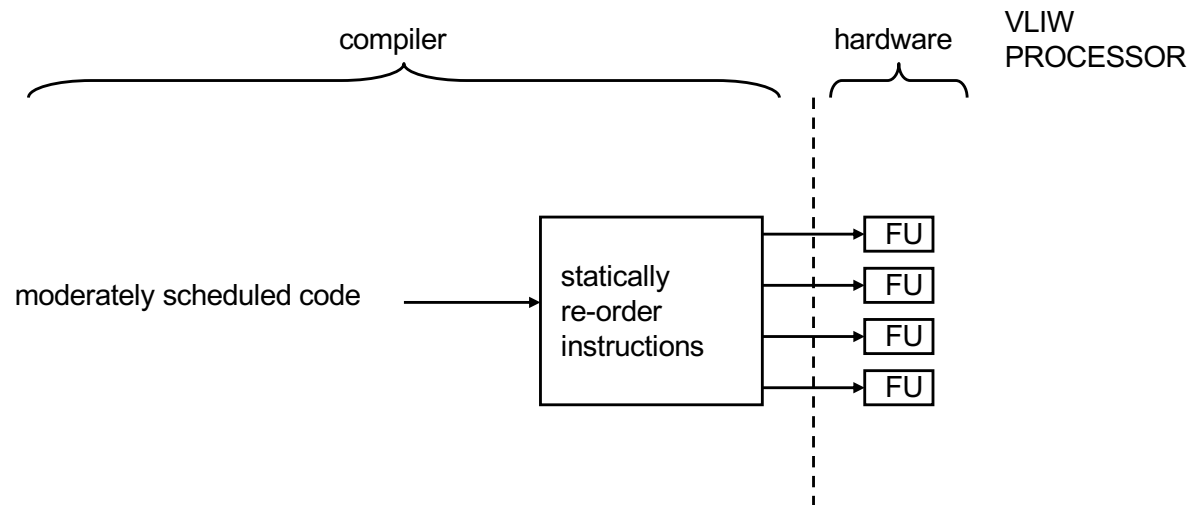 compiler
hardware
VLIW
PROCESSOR
moderately scheduled code
statically
re-order
instructions
FU
FU
FU
FU